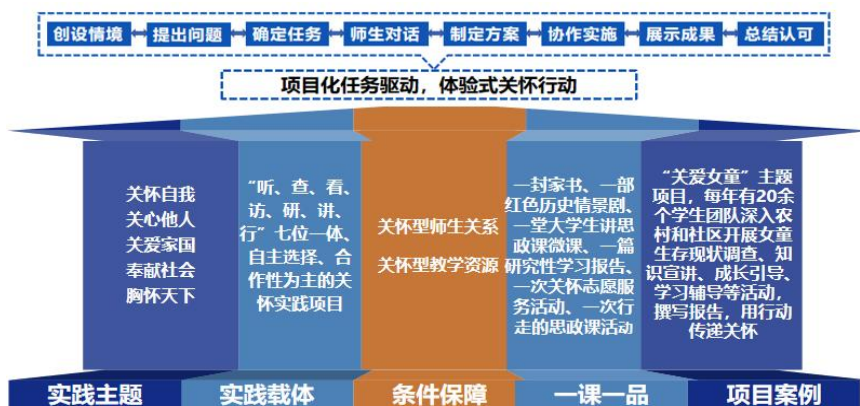 创设情境
提出问题
确定任务
师生对话
制定方案
协作实施
展示成果
总结认可
项目化任务驱动，体验式关怀行动
关怀自我
关心他人
关爱家国
奉献社会
胸怀天下
实践主题
“听、查、看、
访、研、讲、
行”七位一体、
自主选择、合
作性为主的关
怀实践项目
实践载体
关怀型师生关系
关怀型教学资源
条件保障
一封家书、一部
红色历史情景剧、
一堂大学生讲思
政课微课、一篇
研究性学习报告、
一次关怀志愿服
务活动、一次行
走的思政课活动
一课一品
“关爱女童”主题
项目，每年有20余
个学生团队深入农
村和社区开展女童
生存现状调查、知
识宣讲、成长引导、
学习辅导等活动，
撰写报告，用行动
传递关怀
项目案例